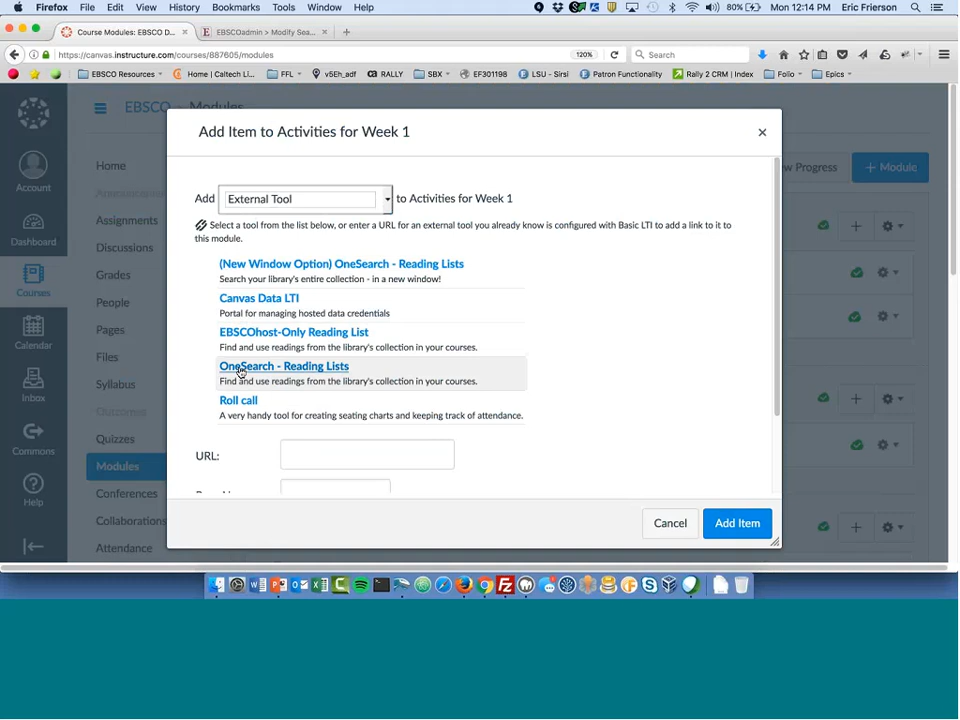 Firefox File Edit View History Bookmarks Tools Window Help 80% Mon 12:14 PM Eric Frierson
Course Modules: EBSCO D... × EBSCOadmin > Modify Sea... × +
https://canvas.instructure.com/courses/887605/modules 120% Search
EBSCO Resources Home | Caltech Li... FFL v5Eh_adf RALLY SBX EF301198 LSU - Sirsi Patron Functionality Rally 2 CRM | Index Folio Epics
EBSCO Modules
Account
Dashboard
Courses
Calendar
Inbox
Commons
Help
Home
Announcements
Assignments
Discussions
Grades
People
Pages
Files
Syllabus
Outcomes
Quizzes
Modules
Conferences
Collaborations
Attendance
w Progress
+ Module
Add Item to Activities for Week 1 ×
Add External Tool to Activities for Week 1
Select a tool from the list below, or enter a URL for an external tool you already know is configured with Basic LTI to add a link to it to
this module.
(New Window Option) OneSearch - Reading Lists
Search your library's entire collection - in a new window!
Canvas Data LTI
Portal for managing hosted data credentials
EBSCOhost-Only Reading List
Find and use readings from the library's collection in your courses.
OneSearch - Reading Lists
Find and use readings from the library's collection in your courses.
Roll call
A very handy tool for creating seating charts and keeping track of attendance.
URL:
Cancel Add Item